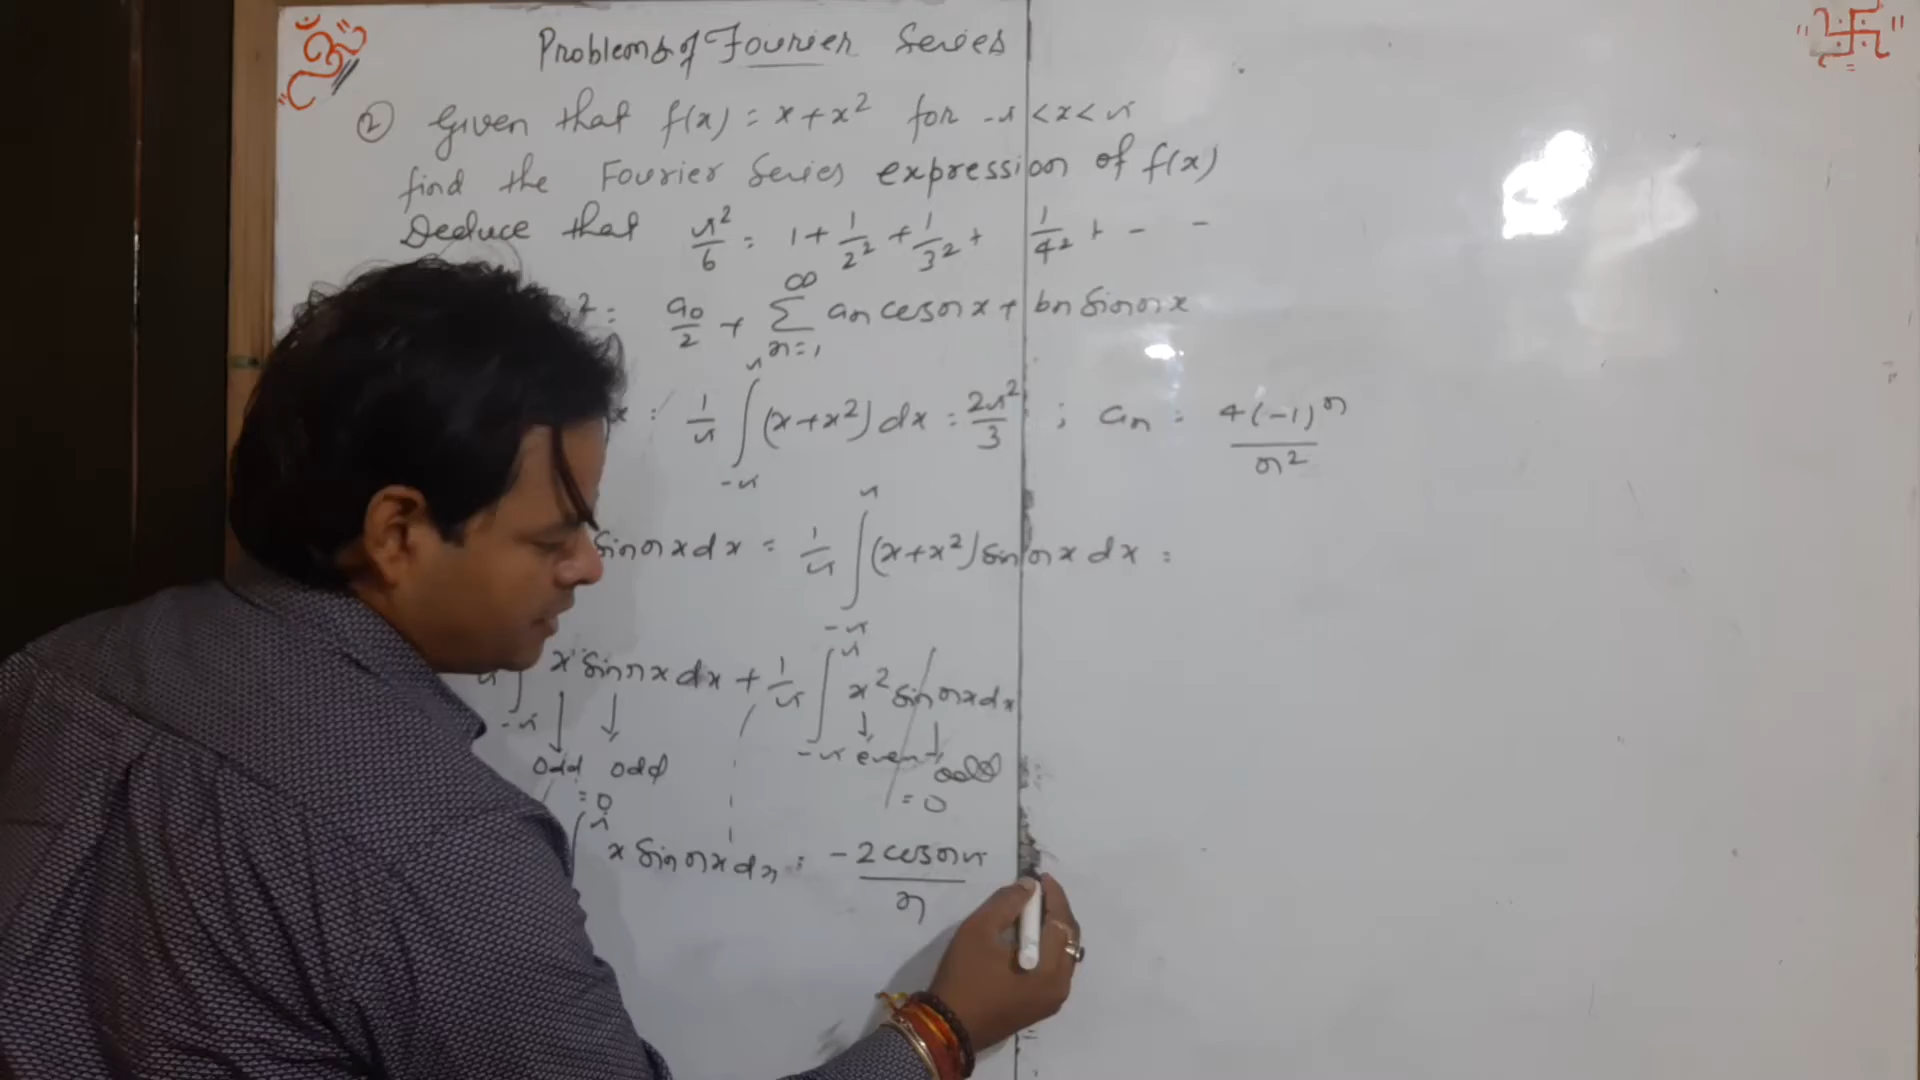 ॐ
Problems of Fourier Series
② Given that f(x) = x + x² for -π < x < π
find the Fourier Series expression of f(x)
Deduce that π²/6 = 1 + 1/2² + 1/3² + 1/4² + - -
²= a₀/2 + ∑_{n=1}^{∞} an cos nx + bn Sin nx
x = 1/π ∫_{-π}^{π} (x + x²) dx = 2π²/3 ; an = 4(-1)ⁿ/n²
Sin nx dx = 1/π ∫_{-π}^{π} (x + x²) Sin nx dx =
π ∫_{-π} x Sin nx dx + 1/π ∫_{-π}^{π} x² Sin nx dx
↓ ↓ ↓ ↓
odd odd even odd
= 0 = 0
∫^{π} x Sin nx dx = -2 cos nπ/n